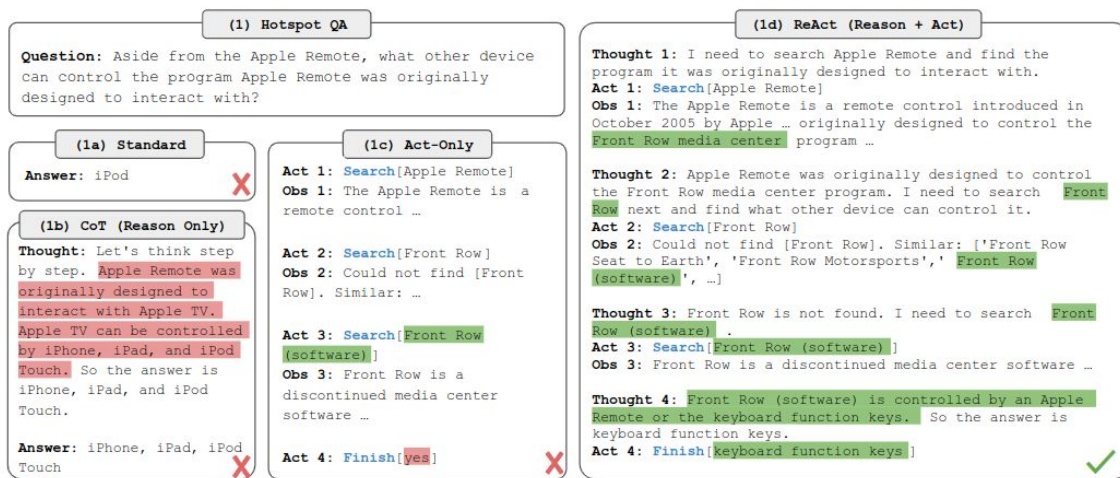 (1) Hotspot QA
Question: Aside from the Apple Remote, what other device
can control the program Apple Remote was originally
designed to interact with?
(1a) Standard
Answer: iPod
(1b) CoT (Reason Only)
Thought: Let's think step
by step. Apple Remote was
originally designed to
interact with Apple TV.
Apple TV can be controlled
by iPhone, iPad, and iPod
Touch. So the answer is
iPhone, iPad, and iPod
Touch.
Answer: iPhone, iPad, iPod
Touch
(1c) Act-Only
Act 1: Search[Apple Remote]
Obs 1: The Apple Remote is a
remote control …
Act 2: Search[Front Row]
Obs 2: Could not find [Front
Row]. Similar: …
Act 3: Search[Front Row
(software)]
Obs 3: Front Row is a
discontinued media center
software …
Act 4: Finish[yes]
(1d) ReAct (Reason + Act)
Thought 1: I need to search Apple Remote and find the
program it was originally designed to interact with.
Act 1: Search[Apple Remote]
Obs 1: The Apple Remote is a remote control introduced in
October 2005 by Apple … originally designed to control the
Front Row media center program …
Thought 2: Apple Remote was originally designed to control
the Front Row media center program. I need to search Front
Row next and find what other device can control it.
Act 2: Search[Front Row]
Obs 2: Could not find [Front Row]. Similar: ['Front Row
Seat to Earth', 'Front Row Motorsports',' Front Row
(software)', …]
Thought 3: Front Row is not found. I need to search Front
Row (software) .
Act 3: Search[Front Row (software)]
Obs 3: Front Row is a discontinued media center software …
Thought 4: Front Row (software) is controlled by an Apple
Remote or the keyboard function keys. So the answer is
keyboard function keys.
Act 4: Finish[keyboard function keys]